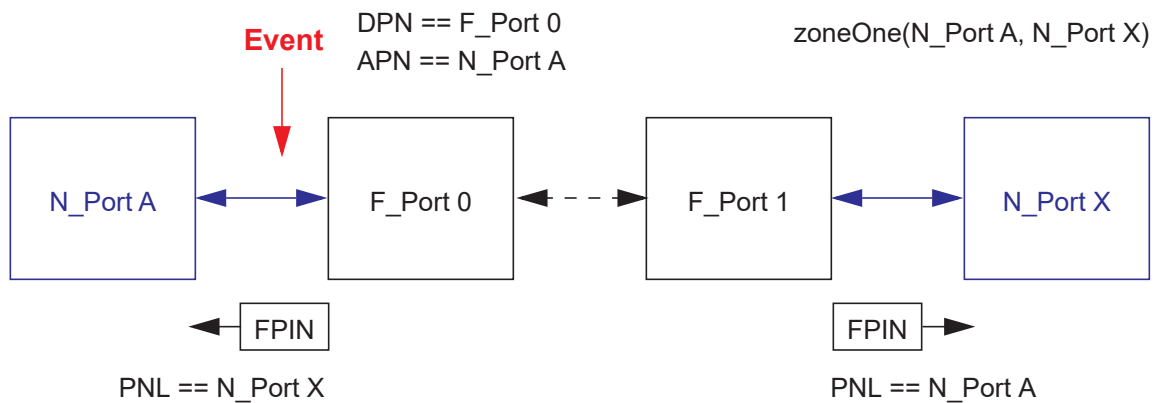 DPN == F_Port 0
Event
zoneOne(N_Port A, N_Port X)
APN == N_Port A
N_Port A
F_Port 0
F_Port 1
N_Port X
FPIN
FPIN
PNL == N_Port X
PNL == N_Port A